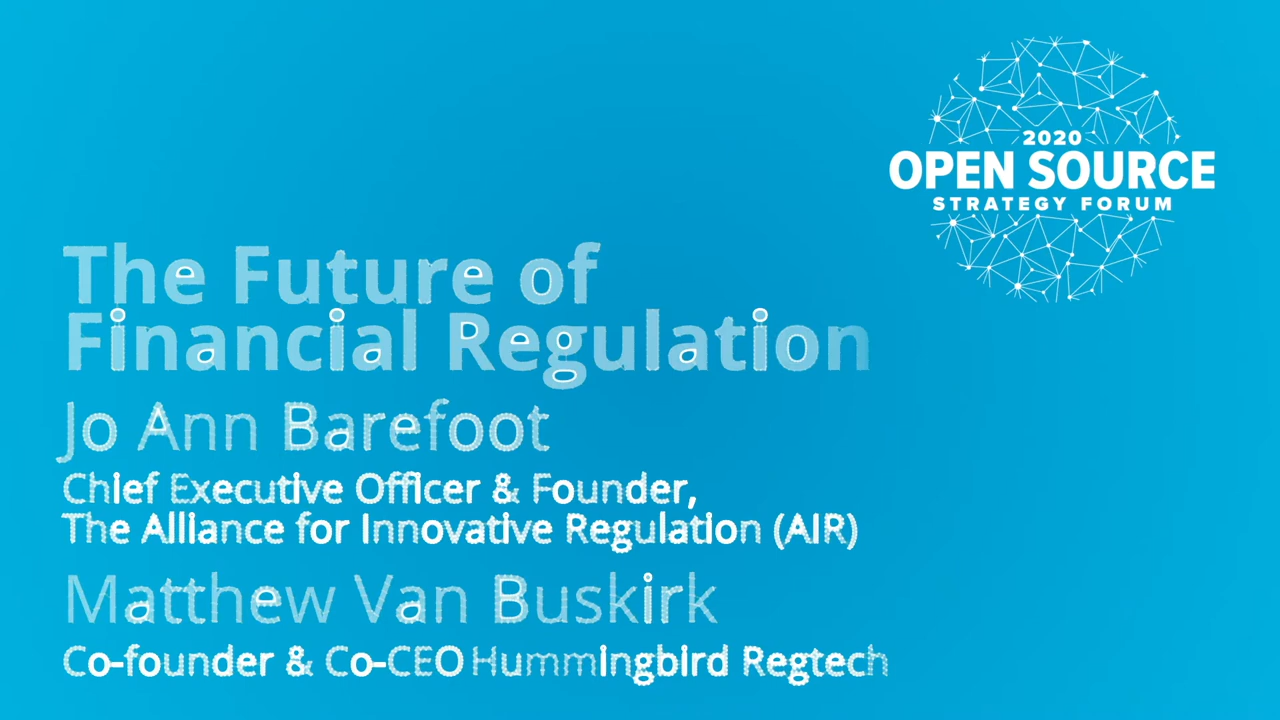 2020
OPEN SOURCE
STRATEGY FORUM
The Future of
Financial Regulation
Jo Ann Barefoot
Chief Executive Officer & Founder,
The Alliance for Innovative Regulation (AIR)
Matthew Van Buskirk
Co-founder & Co-CEO Hummingbird Regtech